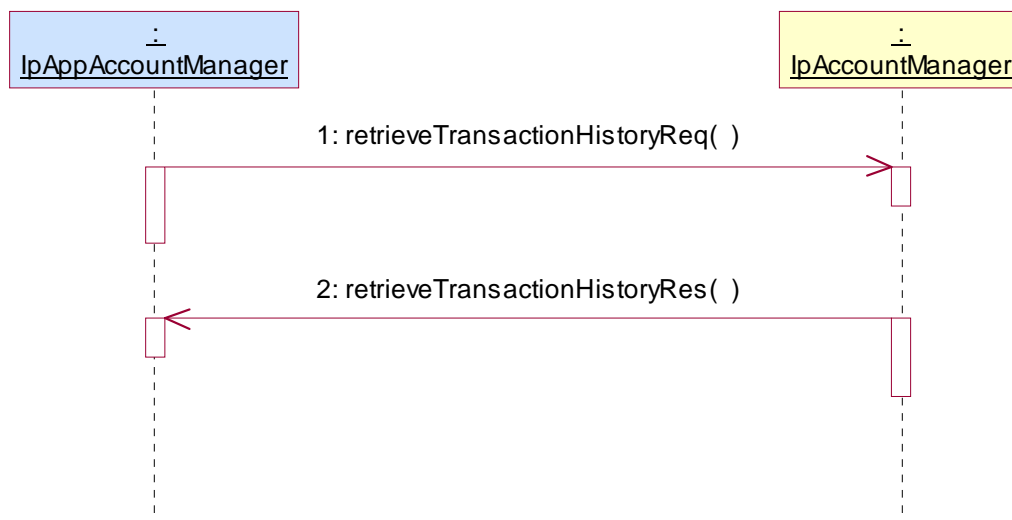 :
IpAppAccountManager
:
IpAccountManager
1: retrieveTransactionHistoryReq( )
2: retrieveTransactionHistoryRes( )